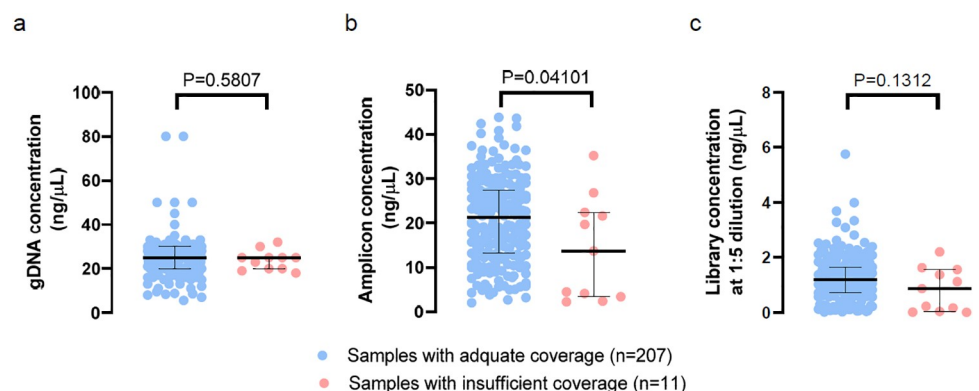 a
b
c
P=0.5807
P=0.04101
P=0.1312
gDNA concentration
(ng/μL)
100
80
60
40
20
0
Amplicon concentration
(ng/μL)
50
40
30
20
10
0
Library concentration
at 1:5 dilution (ng/μL)
8
6
4
2
0
Samples with adquate coverage (n=207)
Samples with insufficient coverage (n=11)